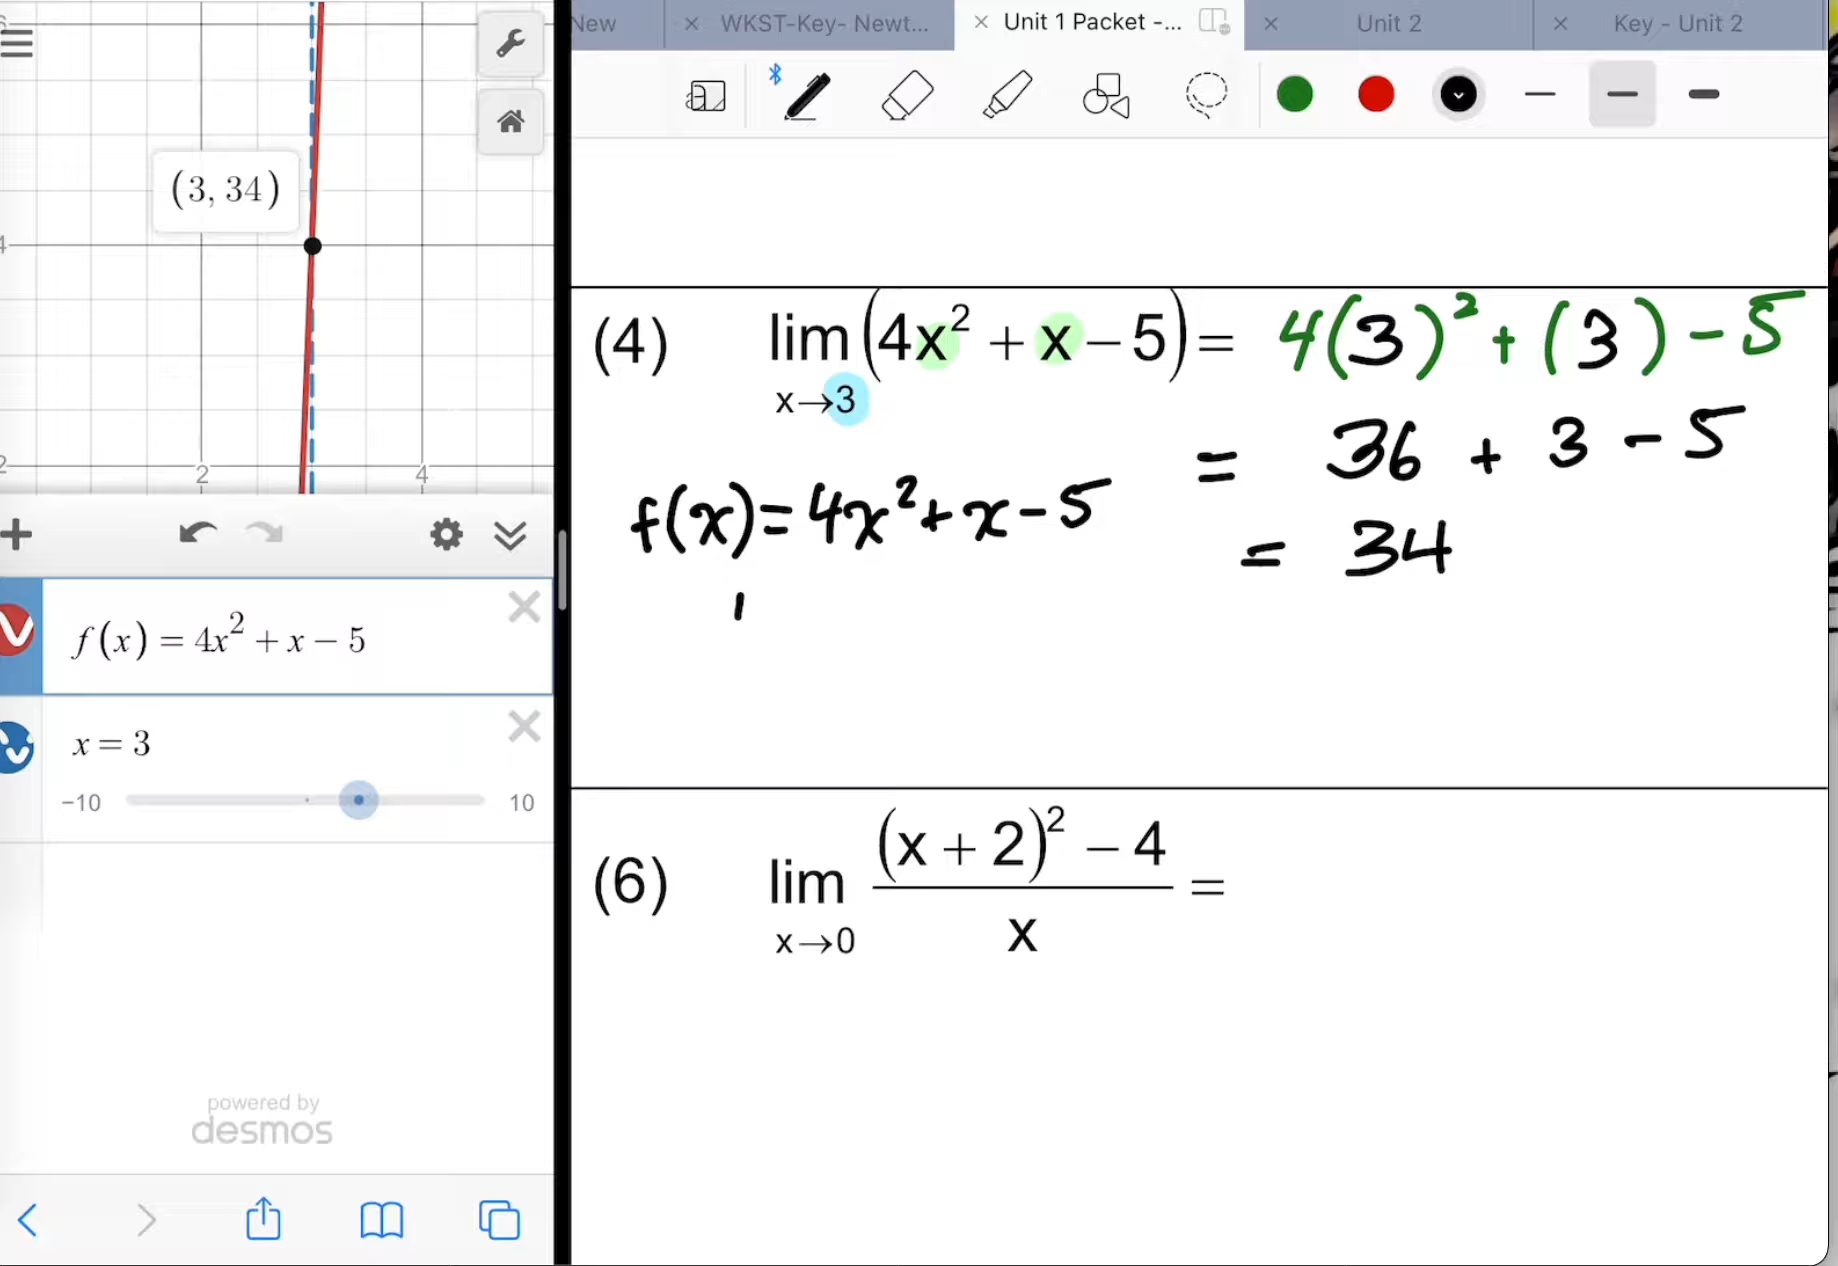 New
× WKST-Key- Newt...
× Unit 1 Packet -...
× Unit 2
× Key - Unit 2
(3, 34)
2
4
f(x) = 4x² + x − 5
x = 3
−10
10
powered by
desmos
(4) lim (4x² + x − 5) = 4(3)² + (3) − 5
x→3
= 36 + 3 − 5
f(x) = 4x² + x − 5
= 34
(6) lim ((x + 2)² − 4) / x =
x→0